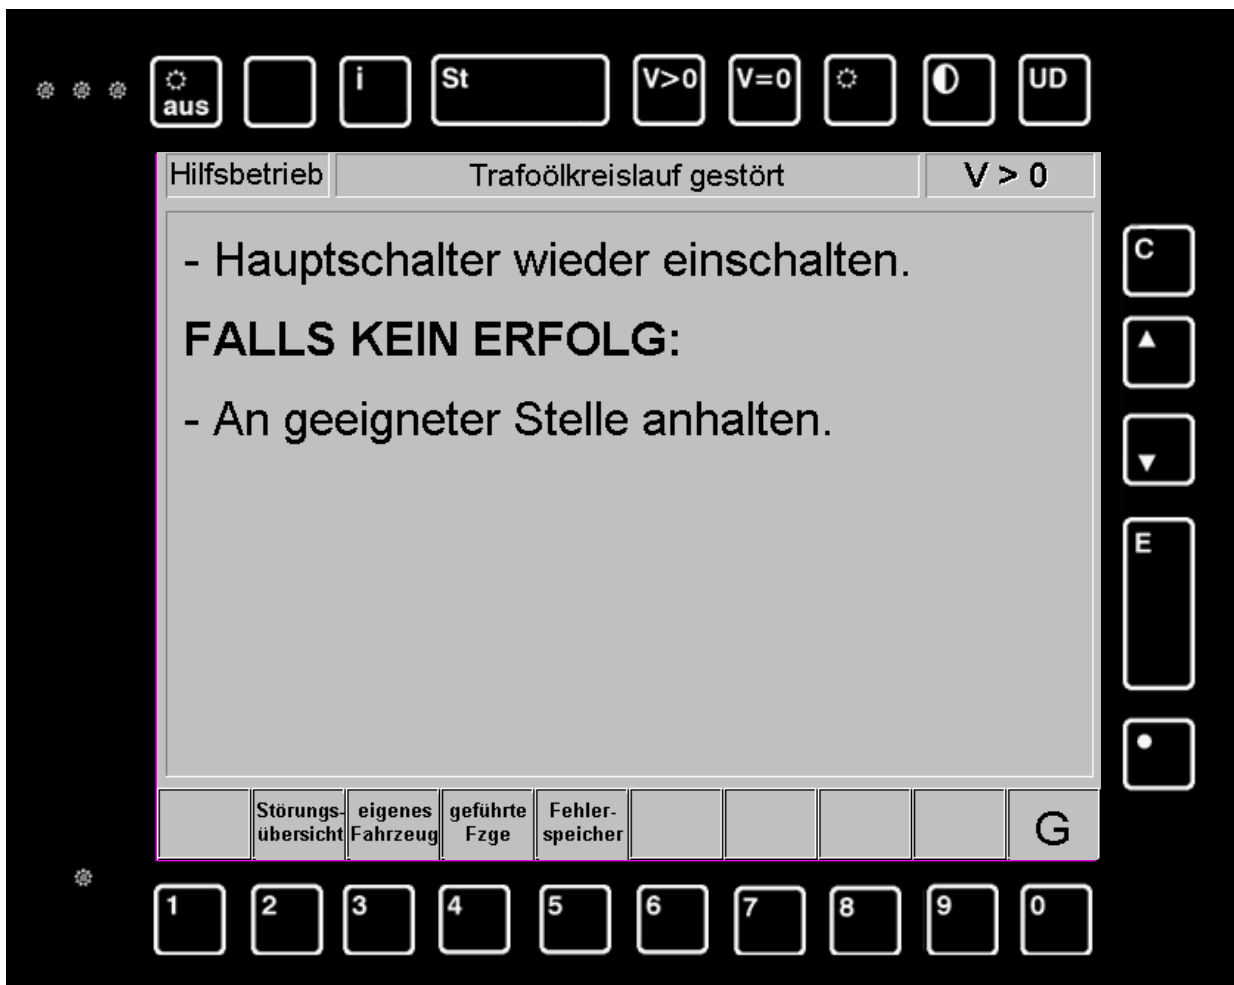 aus
i
St
V>0
V=0
UD
Hilfsbetrieb
Trafoölkreislauf gestört
V > 0
- Hauptschalter wieder einschalten.
FALLS KEIN ERFOLG:
- An geeigneter Stelle anhalten.
C
E
Störungs-
übersicht
eigenes
Fahrzeug
geführte
Fzge
Fehler-
speicher
G
1
2
3
4
5
6
7
8
9
0